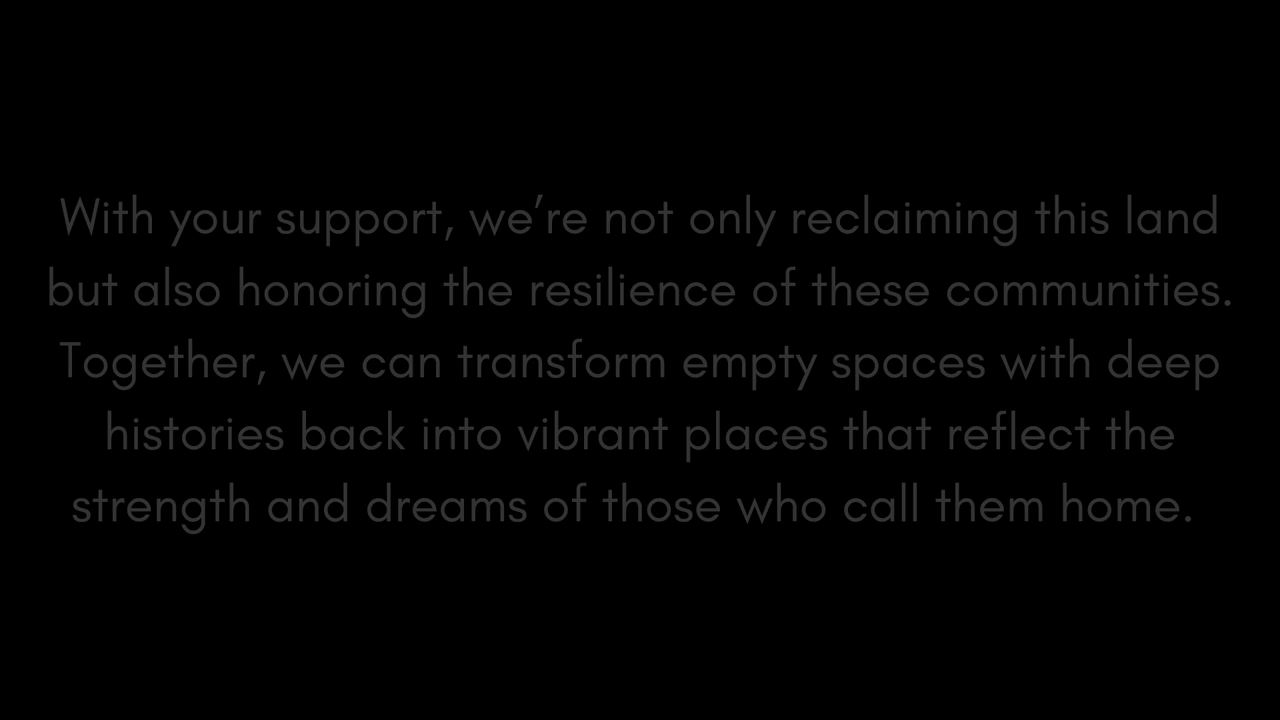 With your support, we’re not only reclaiming this land
but also honoring the resilience of these communities.
Together, we can transform empty spaces with deep
histories back into vibrant places that reflect the
strength and dreams of those who call them home.